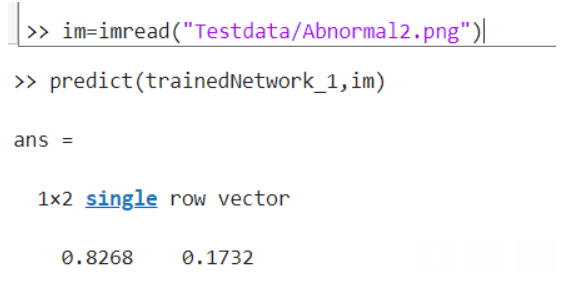 >> im=imread("Testdata/Abnormal2.png")
>> predict(trainedNetwork_1,im)
ans =
1×2 single row vector
0.8268 0.1732